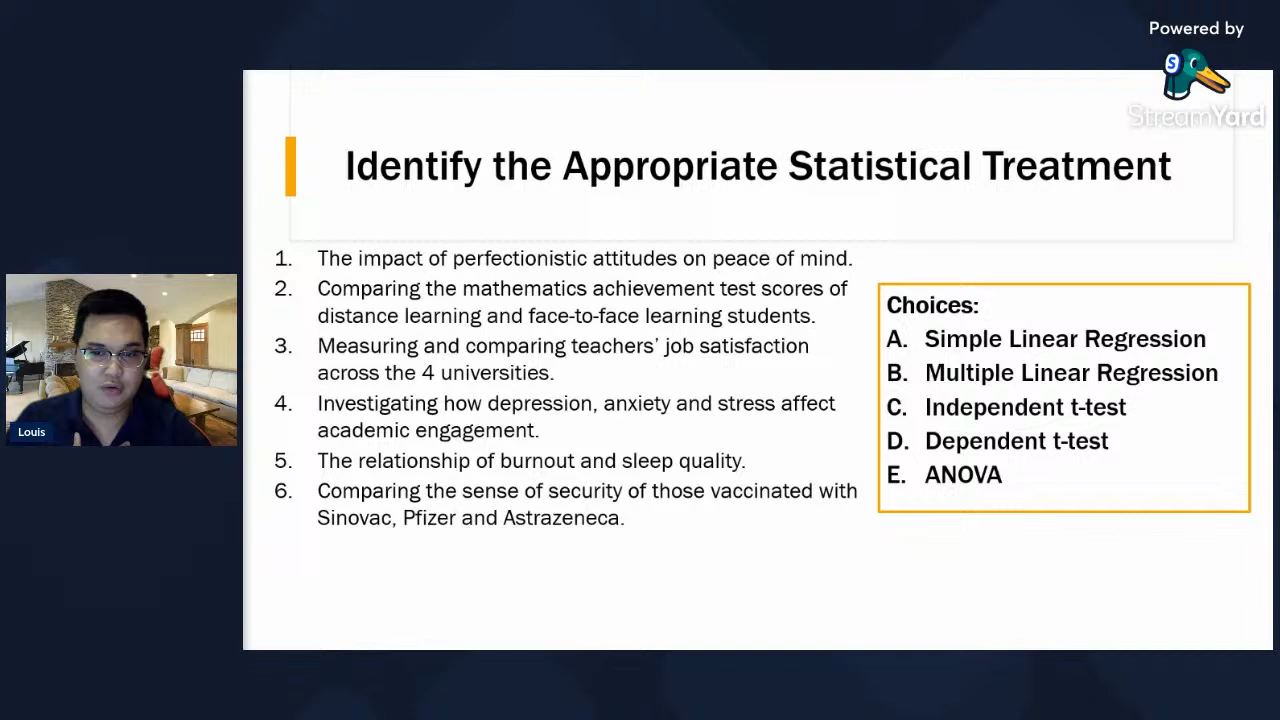 Powered by
S
StreamYard
Identify the Appropriate Statistical Treatment
1. The impact of perfectionistic attitudes on peace of mind.
2. Comparing the mathematics achievement test scores of
distance learning and face-to-face learning students.
3. Measuring and comparing teachers' job satisfaction
across the 4 universities.
4. Investigating how depression, anxiety and stress affect
academic engagement.
5. The relationship of burnout and sleep quality.
6. Comparing the sense of security of those vaccinated with
Sinovac, Pfizer and Astrazeneca.
Choices:
A. Simple Linear Regression
B. Multiple Linear Regression
C. Independent t-test
D. Dependent t-test
E. ANOVA
Louis